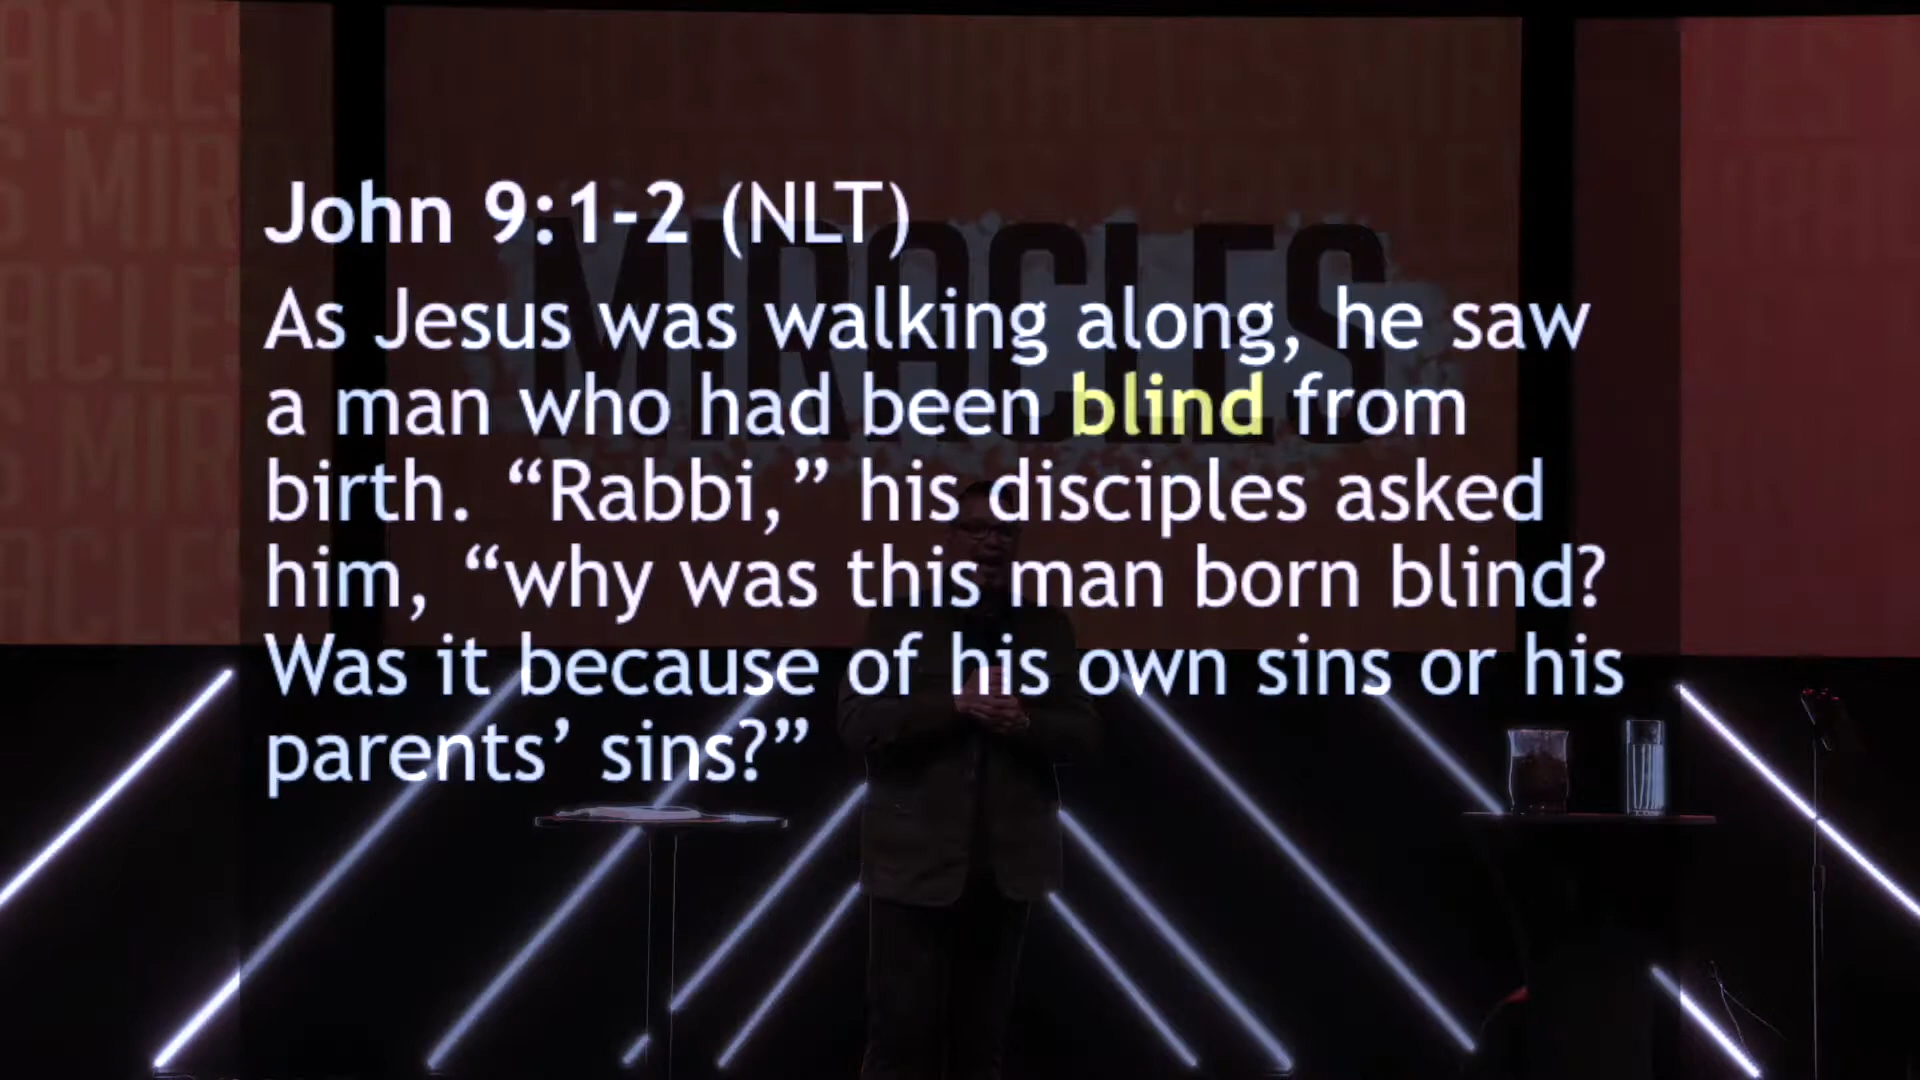 MIRACLES
John 9:1-2 (NLT)
As Jesus was walking along, he saw
a man who had been blind from
birth. “Rabbi,” his disciples asked
him, “why was this man born blind?
Was it because of his own sins or his
parents’ sins?”